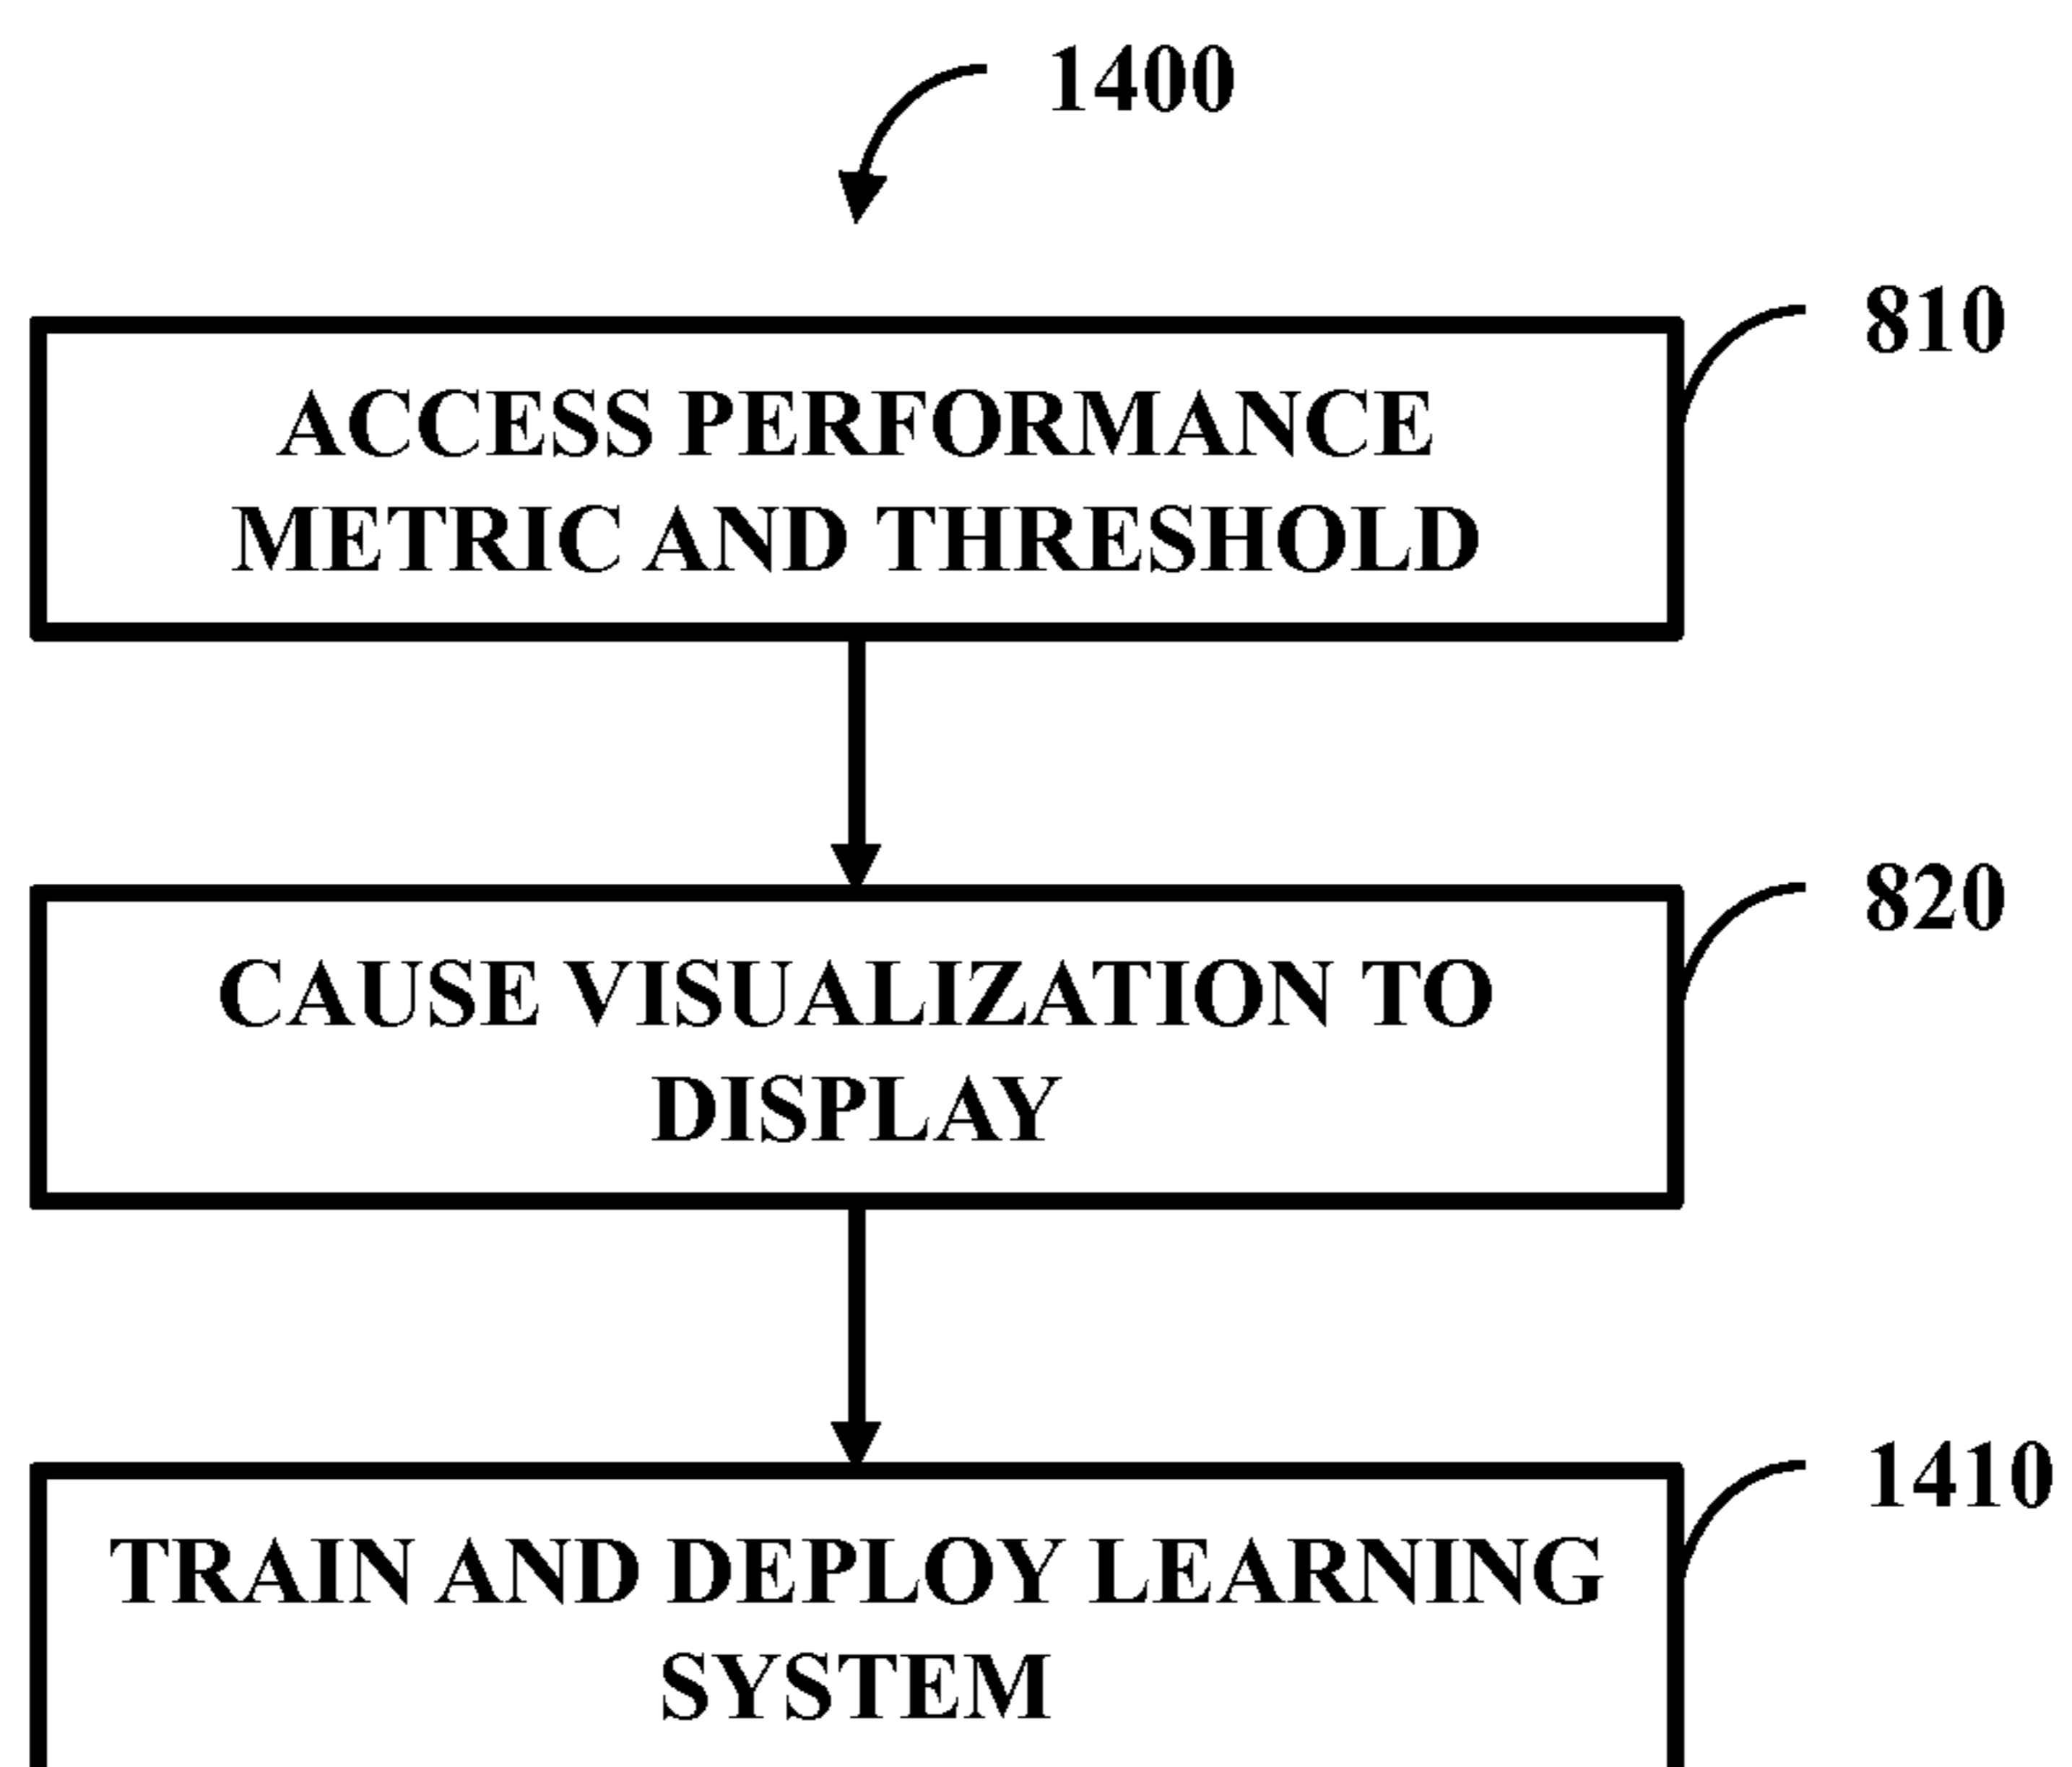 1400
810
ACCESS PERFORMANCE
METRIC AND THRESHOLD
820
CAUSE VISUALIZATION TO
DISPLAY
1410
TRAIN AND DEPLOY LEARNING
SYSTEM